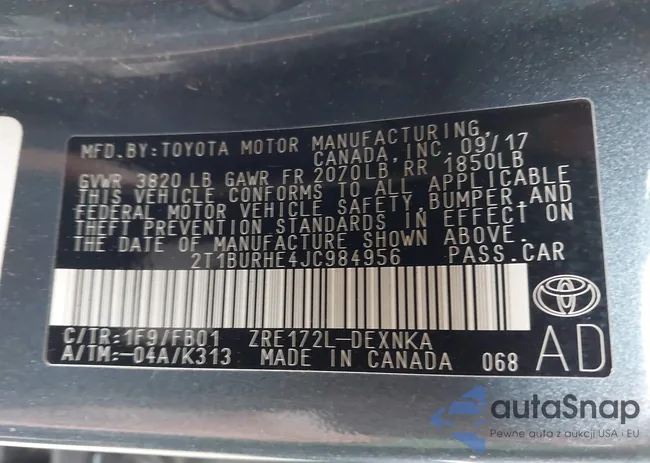 MFD.BY:TOYOTA MOTOR MANUFACTURING,
CANADA,INC.09/17
GVWR 3820 LB GAWR FR 2070LB, RR 1850LB
THIS VEHICLE CONFORMS TO ALL APPLICABLE
FEDERAL MOTOR VEHICLE SAFETY,BUMPER,AND
THEFT PREVENTION STANDARDS IN EFFECT ON
THE DATE OF MANUFACTURE SHOWN ABOVE.
2T1BURHE4JC984956 PASS.CAR
C/TR:1F9/FB01 ZRE172L-DEXNKA
A/TM:-04A/K313 MADE IN CANADA 068
AD
autaSnap
Pewne auta z aukcji USA i EU